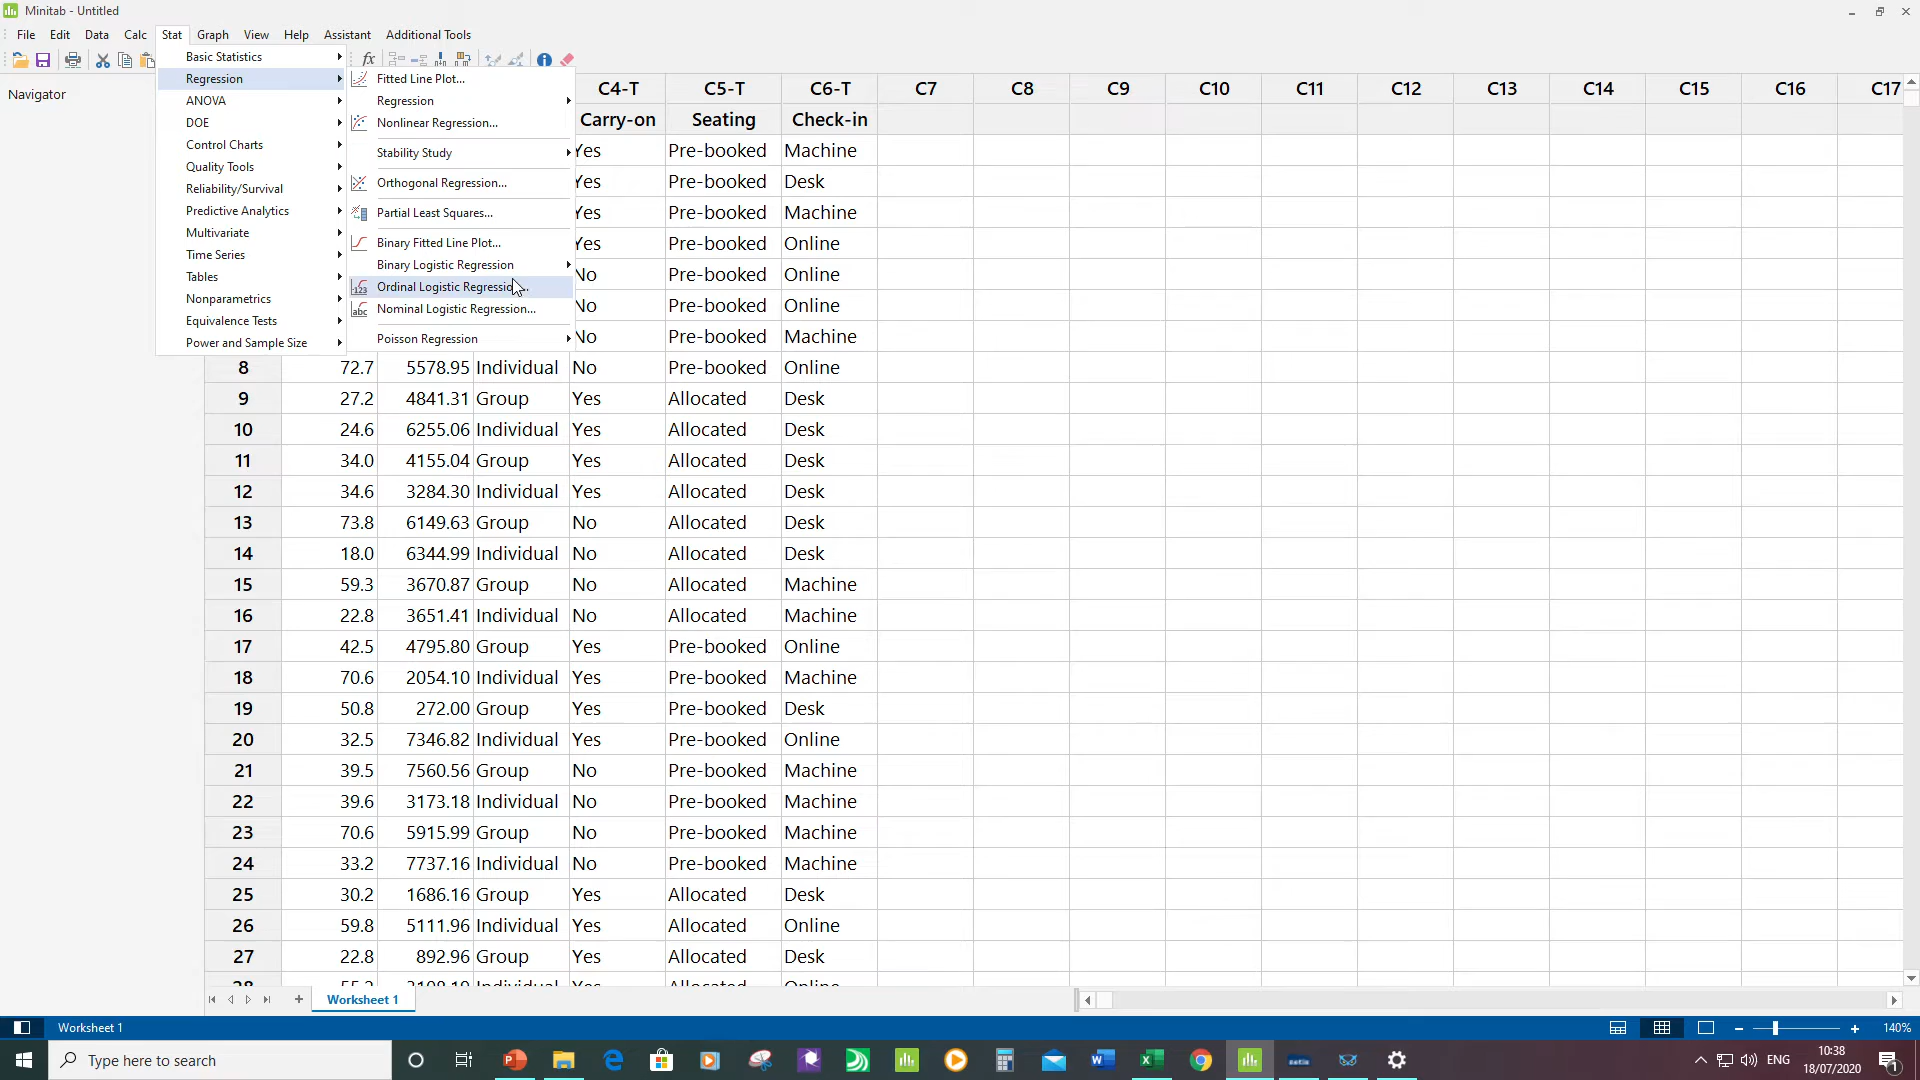 Minitab - Untitled
File Edit Data Calc Stat Graph View Help Assistant Additional Tools
Navigator
Basic Statistics
Regression
ANOVA
DOE
Control Charts
Quality Tools
Reliability/Survival
Predictive Analytics
Multivariate
Time Series
Tables
Nonparametrics
Equivalence Tests
Power and Sample Size
Fitted Line Plot...
Regression
Nonlinear Regression...
Stability Study
Orthogonal Regression...
Partial Least Squares...
Binary Fitted Line Plot...
Binary Logistic Regression
Ordinal Logistic Regression...
Nominal Logistic Regression...
Poisson Regression
C4-T C5-T C6-T C7 C8 C9 C10 C11 C12 C13 C14 C15 C16 C17
Carry-on Seating Check-in
Yes Pre-booked Machine
Yes Pre-booked Desk
Yes Pre-booked Machine
Yes Pre-booked Online
No Pre-booked Online
No Pre-booked Online
No Pre-booked Machine
8 72.7 5578.95 Individual No Pre-booked Online
9 27.2 4841.31 Group Yes Allocated Desk
10 24.6 6255.06 Individual Yes Allocated Desk
11 34.0 4155.04 Group Yes Allocated Desk
12 34.6 3284.30 Individual Yes Allocated Desk
13 73.8 6149.63 Group No Allocated Desk
14 18.0 6344.99 Individual No Allocated Desk
15 59.3 3670.87 Group No Allocated Machine
16 22.8 3651.41 Individual No Allocated Machine
17 42.5 4795.80 Group Yes Pre-booked Online
18 70.6 2054.10 Individual Yes Pre-booked Machine
19 50.8 272.00 Group Yes Pre-booked Desk
20 32.5 7346.82 Individual Yes Pre-booked Online
21 39.5 7560.56 Group No Pre-booked Machine
22 39.6 3173.18 Individual No Pre-booked Machine
23 70.6 5915.99 Group No Pre-booked Machine
24 33.2 7737.16 Individual No Pre-booked Machine
25 30.2 1686.16 Group Yes Allocated Desk
26 59.8 5111.96 Individual Yes Allocated Online
27 22.8 892.96 Group Yes Allocated Desk
Worksheet 1
Worksheet 1
140%
Type here to search
ENG
10:38
18/07/2020